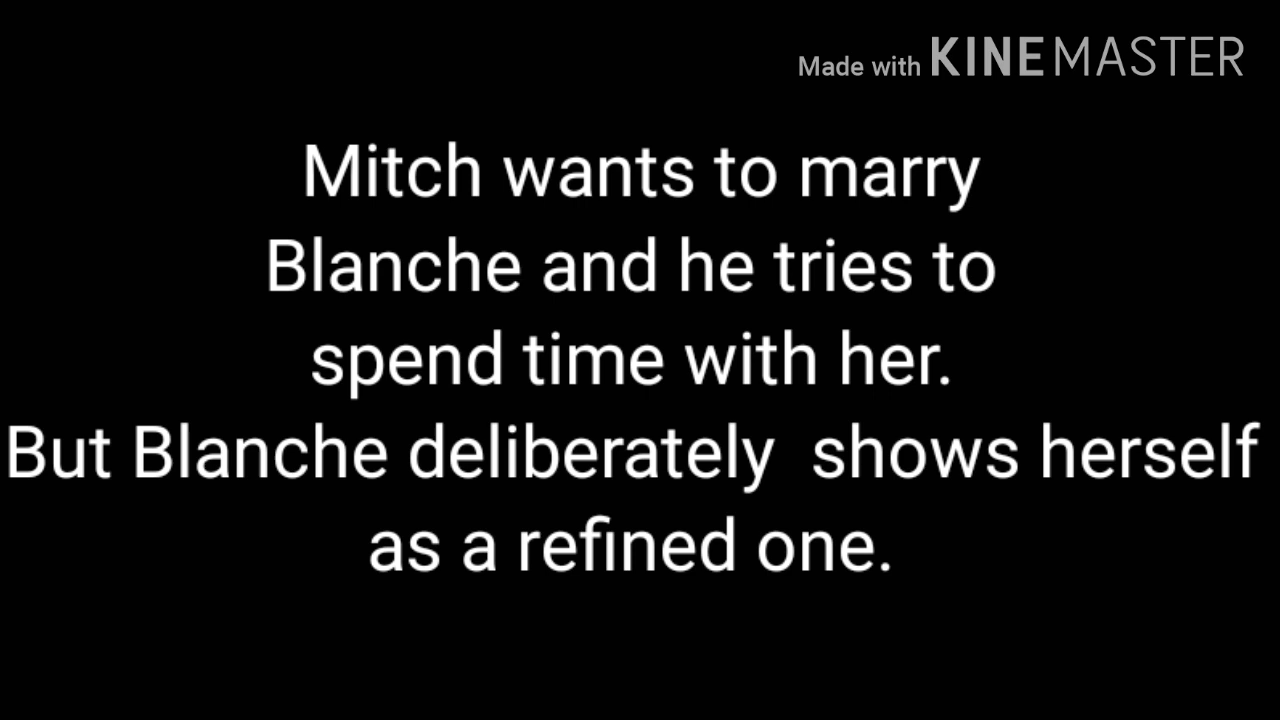 Made with KINEMASTER
Mitch wants to marry
Blanche and he tries to
spend time with her.
But Blanche deliberately  shows herself
as a refined one.